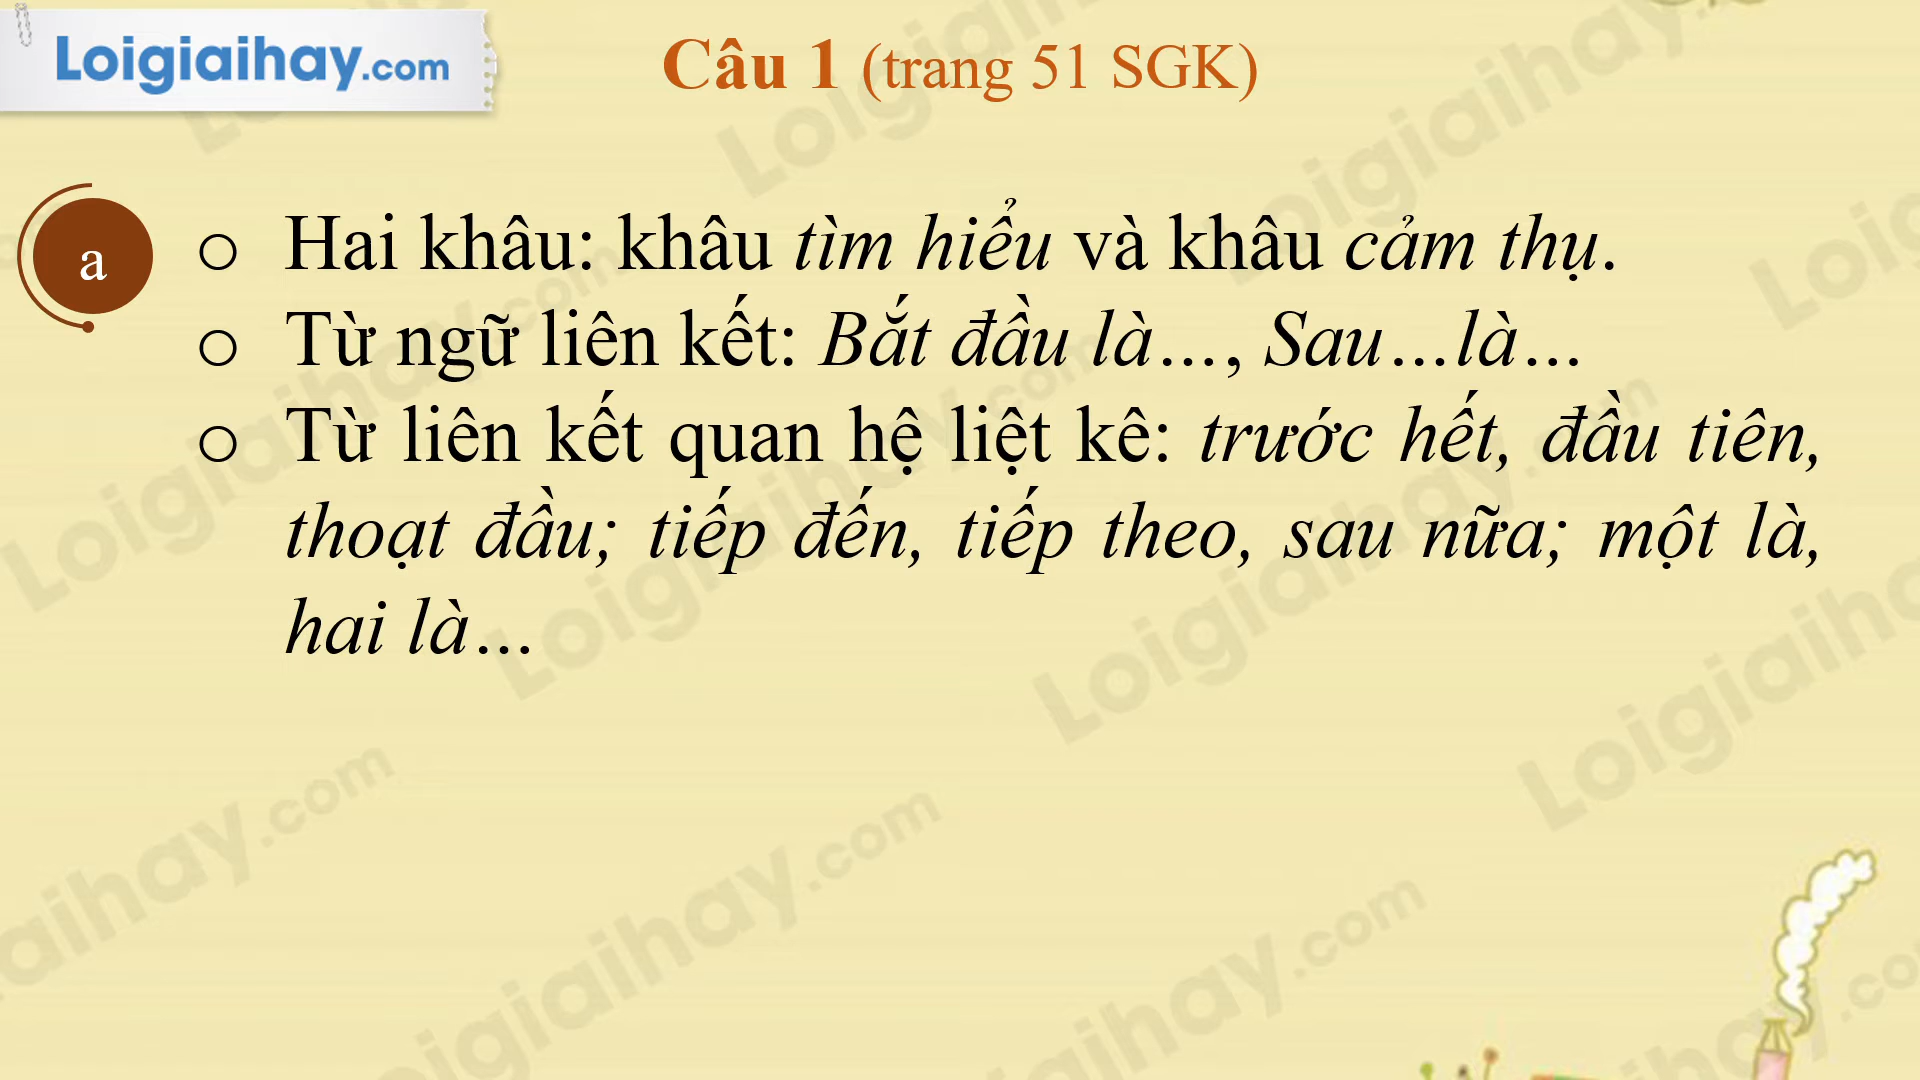 Loigiaihay.com
Câu 1 (trang 51 SGK)
a
o Hai khâu: khâu tìm hiểu và khâu cảm thụ.
o Từ ngữ liên kết: Bắt đầu là…, Sau…là…
o Từ liên kết quan hệ liệt kê: trước hết, đầu tiên,
thoạt đầu; tiếp đến, tiếp theo, sau nữa; một là,
hai là…